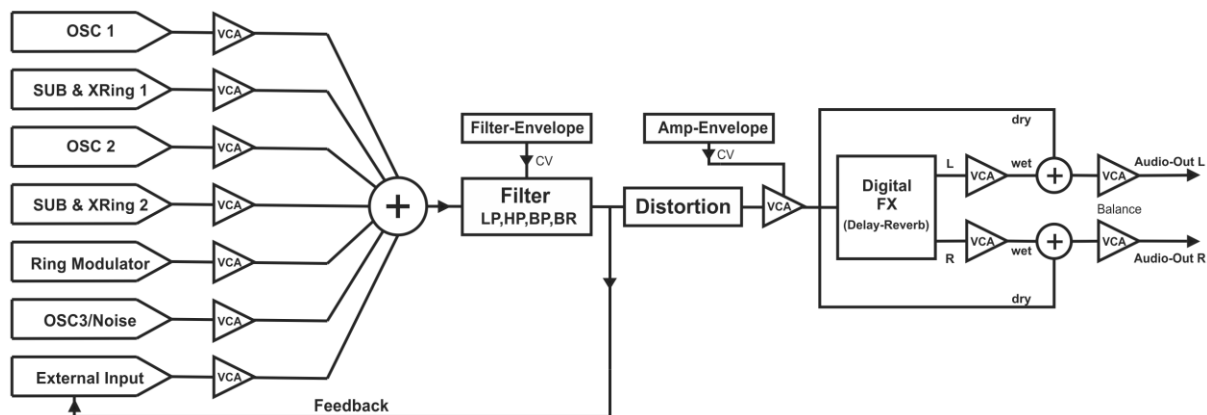 OSC 1
VCA
SUB & XRing 1
VCA
OSC 2
VCA
SUB & XRing 2
VCA
Ring Modulator
VCA
OSC3/Noise
VCA
External Input
VCA
Feedback
+
Filter-Envelope
CV
Filter
LP,HP,BP,BR
Distortion
Amp-Envelope
CV
VCA
Digital
FX
(Delay-Reverb)
dry
L
VCA
wet
+
VCA
Audio-Out L
Balance
R
VCA
wet
+
VCA
Audio-Out R
dry